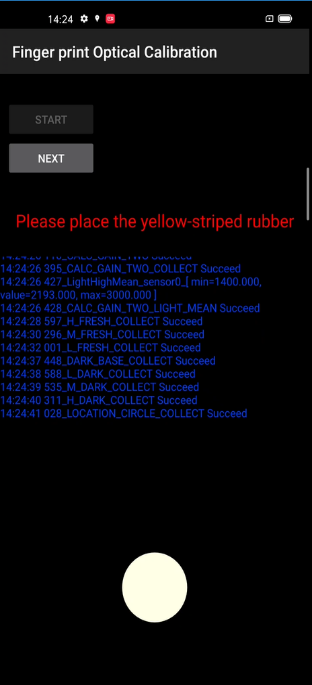 14:24
Finger print Optical Calibration
START
NEXT
Please place the yellow-striped rubber
14:24:26 395_CALC_GAIN_TWO_COLLECT Succeed
14:24:26 427_LightHighMean_sensor0_[ min=1400.000,
value=2193.000, max=3000.000 ]
14:24:26 428_CALC_GAIN_TWO_LIGHT_MEAN Succeed
14:24:28 597_H_FRESH_COLLECT Succeed
14:24:30 296_M_FRESH_COLLECT Succeed
14:24:32 001_L_FRESH_COLLECT Succeed
14:24:37 448_DARK_BASE_COLLECT Succeed
14:24:38 588_L_DARK_COLLECT Succeed
14:24:39 535_M_DARK_COLLECT Succeed
14:24:40 311_H_DARK_COLLECT Succeed
14:24:41 028_LOCATION_CIRCLE_COLLECT Succeed